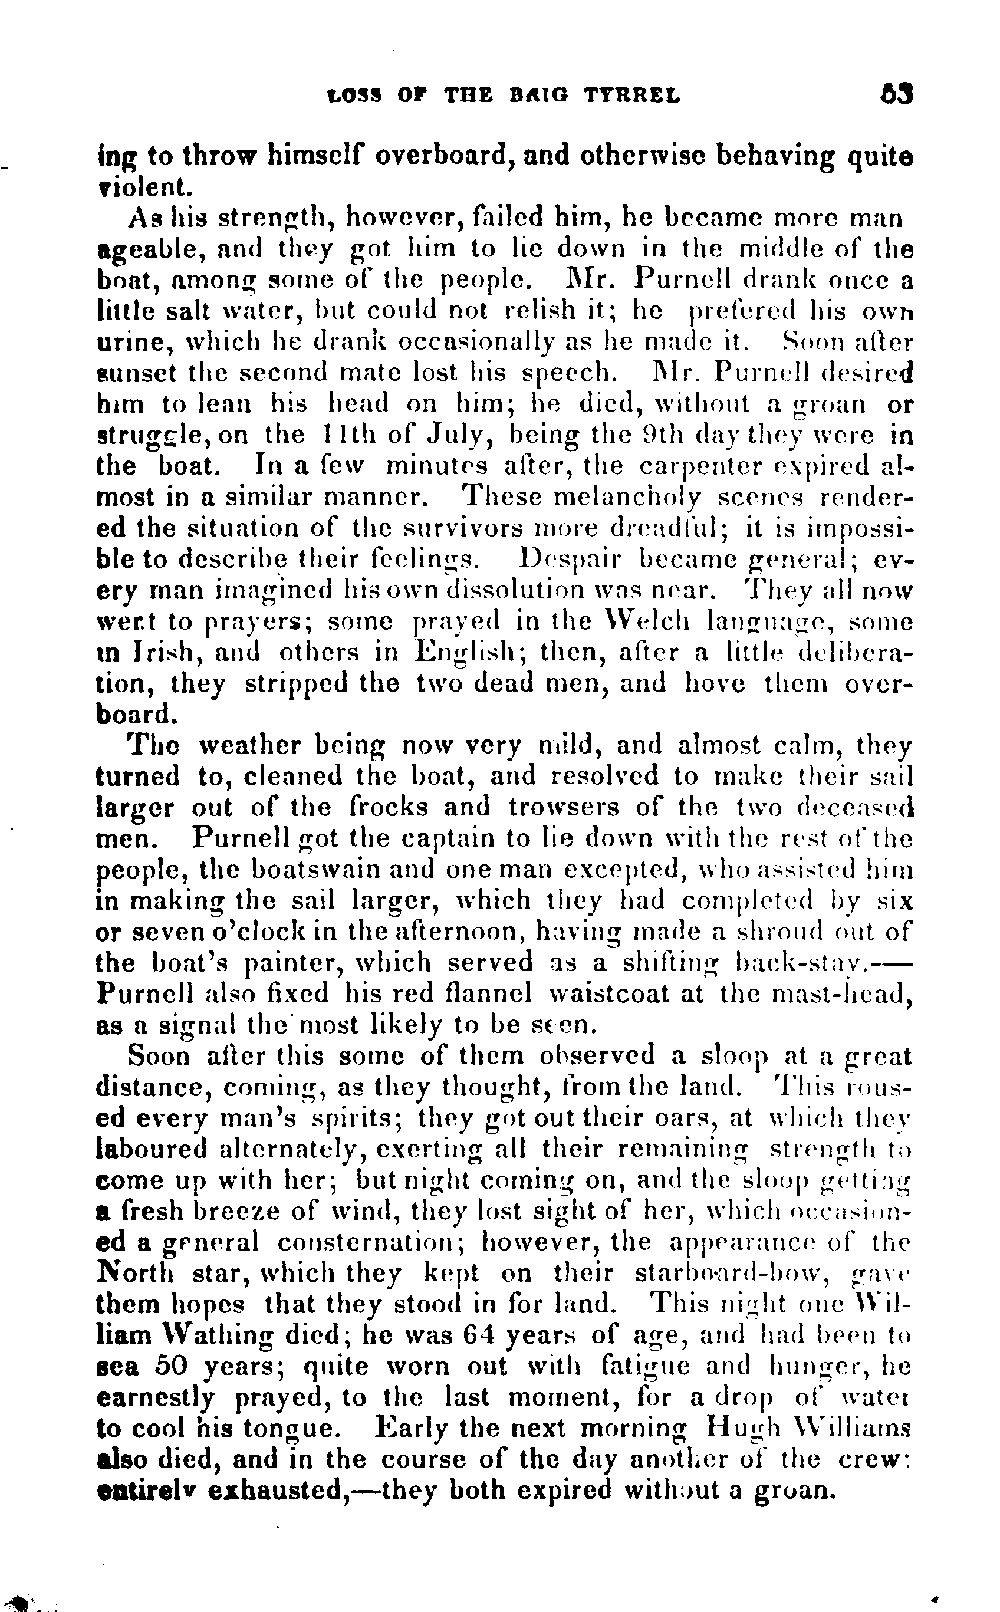 LOSS OF THE BRIG TYRREL 53
ing to throw himself overboard, and otherwise behaving quite
violent.
As his strength, however, failed him, he became more man
ageable, and they got him to lie down in the middle of the
boat, among some of the people. Mr. Purnell drank once a
little salt water, but could not relish it; he prefered his own
urine, which he drank occasionally as he made it. Soon after
sunset the second mate lost his speech. Mr. Purnell desired
him to lean his head on him; he died, without a groan or
struggle, on the 11th of July, being the 9th day they were in
the boat. In a few minutes after, the carpenter expired al-
most in a similar manner. These melancholy scenes render-
ed the situation of the survivors more dreadful; it is impossi-
ble to describe their feelings. Despair became general; ev-
ery man imagined his own dissolution was near. They all now
went to prayers; some prayed in the Welch language, some
in Irish, and others in English; then, after a little delibera-
tion, they stripped the two dead men, and hove them over-
board.
The weather being now very mild, and almost calm, they
turned to, cleaned the boat, and resolved to make their sail
larger out of the frocks and trowsers of the two deceased
men. Purnell got the captain to lie down with the rest of the
people, the boatswain and one man excepted, who assisted him
in making the sail larger, which they had completed by six
or seven o'clock in the afternoon, having made a shroud out of
the boat's painter, which served as a shifting back-stay.—
Purnell also fixed his red flannel waistcoat at the mast-head,
as a signal the most likely to be seen.
Soon after this some of them observed a sloop at a great
distance, coming, as they thought, from the land. This rous-
ed every man's spirits; they got out their oars, at which they
laboured alternately, exerting all their remaining strength to
come up with her; but night coming on, and the sloop getting
a fresh breeze of wind, they lost sight of her, which occasion-
ed a general consternation; however, the appearance of the
North star, which they kept on their starboard-bow, gave
them hopes that they stood in for land. This night one Wil-
liam Wathing died; he was 64 years of age, and had been to
sea 50 years; quite worn out with fatigue and hunger, he
earnestly prayed, to the last moment, for a drop of water
to cool his tongue. Early the next morning Hugh Williams
also died, and in the course of the day another of the crew:
entirely exhausted,—they both expired without a groan.